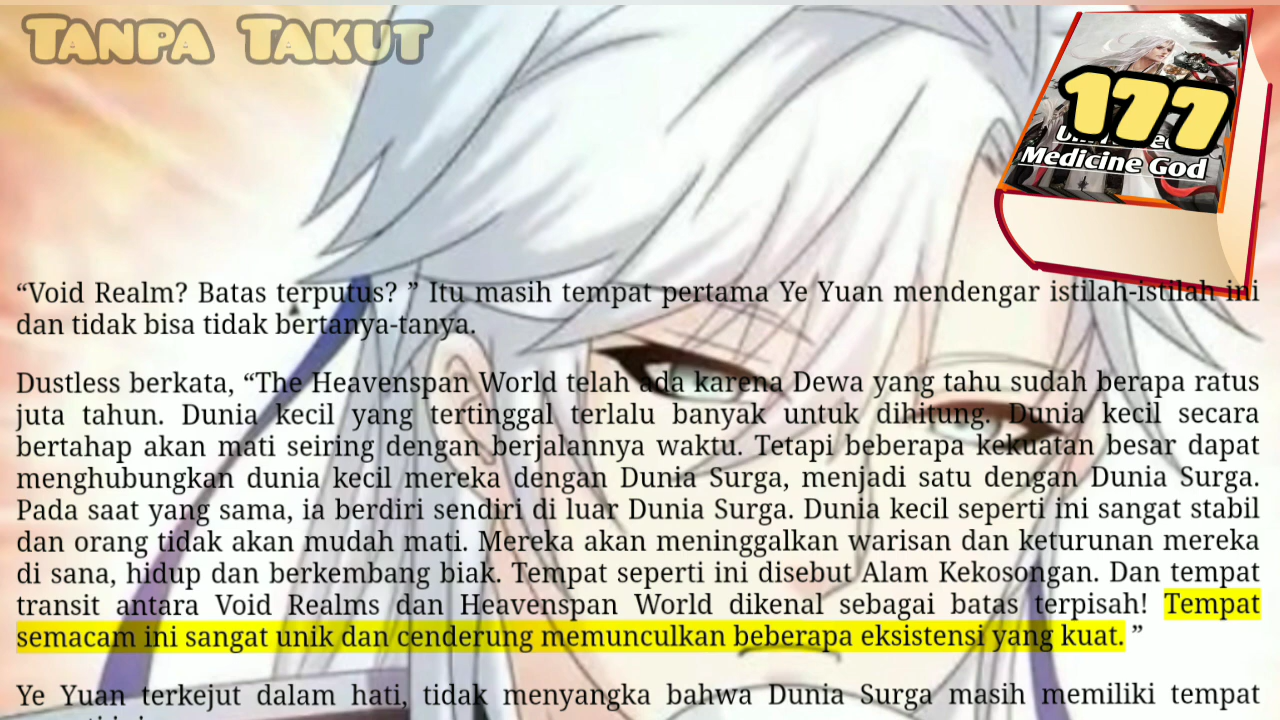 TANPA TAKUT
177
Medicine God
“Void Realm? Batas terputus? ” Itu masih tempat pertama Ye Yuan mendengar istilah-istilah ini
dan tidak bisa tidak bertanya-tanya.
Dustless berkata, “The Heavenspan World telah ada karena Dewa yang tahu sudah berapa ratus
juta tahun. Dunia kecil yang tertinggal terlalu banyak untuk dihitung. Dunia kecil secara
bertahap akan mati seiring dengan berjalannya waktu. Tetapi beberapa kekuatan besar dapat
menghubungkan dunia kecil mereka dengan Dunia Surga, menjadi satu dengan Dunia Surga.
Pada saat yang sama, ia berdiri sendiri di luar Dunia Surga. Dunia kecil seperti ini sangat stabil
dan orang tidak akan mudah mati. Mereka akan meninggalkan warisan dan keturunan mereka
di sana, hidup dan berkembang biak. Tempat seperti ini disebut Alam Kekosongan. Dan tempat
transit antara Void Realms dan Heavenspan World dikenal sebagai batas terpisah! Tempat
semacam ini sangat unik dan cenderung memunculkan beberapa eksistensi yang kuat. ”
Ye Yuan terkejut dalam hati, tidak menyangka bahwa Dunia Surga masih memiliki tempat